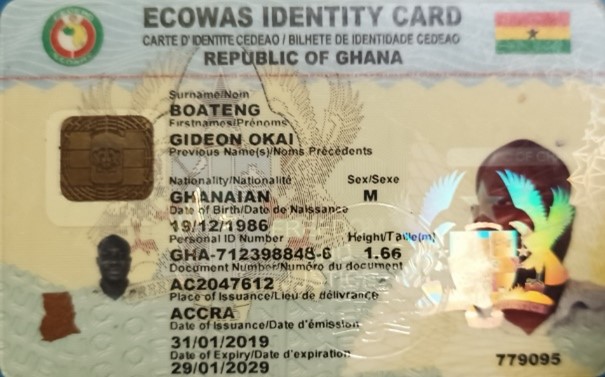 ECOWAS IDENTITY CARD
CARTE D'IDENTITE CEDEAO / BILHETE DE IDENTIDADE CEDEAO
REPUBLIC OF GHANA
Surname/Nom
BOATENG
Firstnames/Prénoms
GIDEON OKAI
Previous Name(s)/Noms Précédents
Nationality/Nationalité Sex/Sexe
GHANAIAN M
Date of Birth/Date de Naissance
19/12/1986
Personal ID Number Height/Taille(m)
GHA-712398848-6 1.66
Document Number/Numéro du document
AC2047612
Place of Issuance/Lieu de délivrance
ACCRA
Date of Issuance/Date d'émission
31/01/2019
Date of Expiry/Date d'expiration
29/01/2029
779095